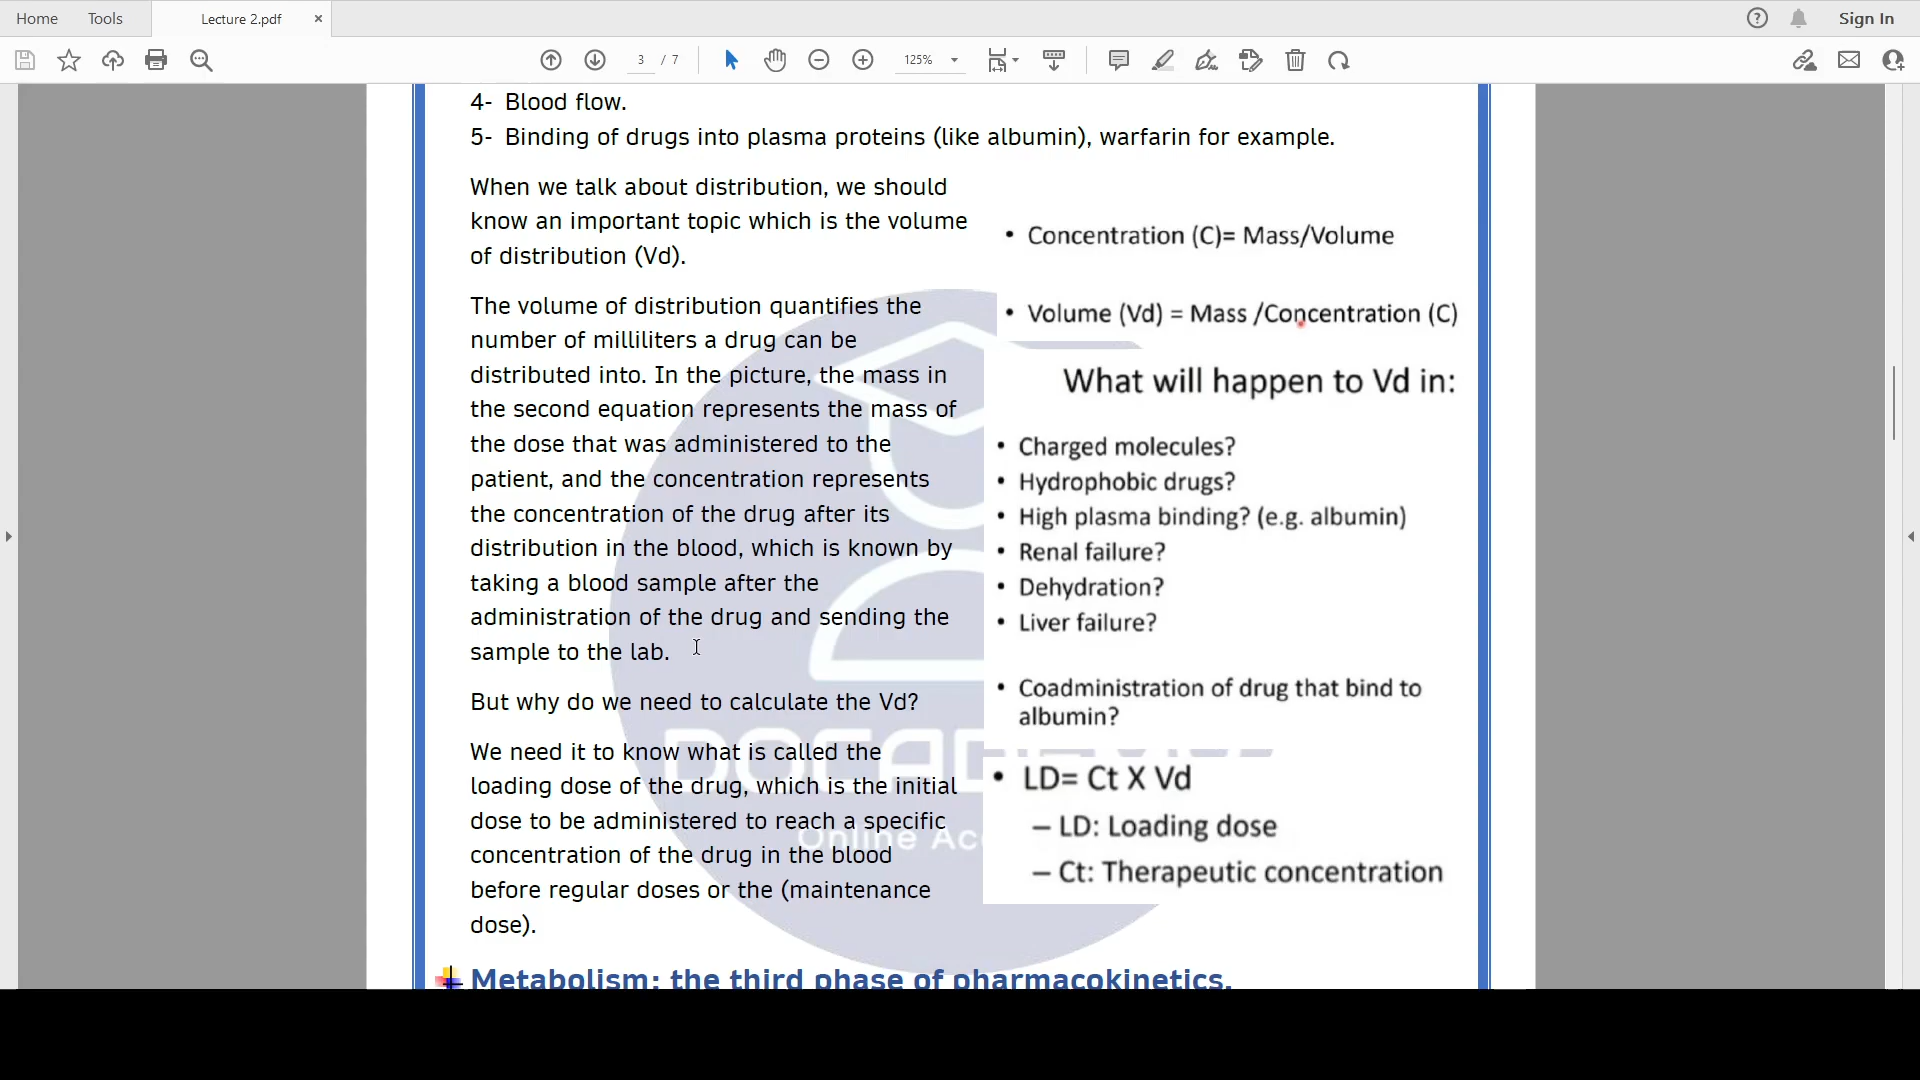 Home
Tools
Lecture 2.pdf
Sign In
3 / 7
125%
4- Blood flow.
5- Binding of drugs into plasma proteins (like albumin), warfarin for example.
When we talk about distribution, we should
know an important topic which is the volume
of distribution (Vd).
The volume of distribution quantifies the
number of milliliters a drug can be
distributed into. In the picture, the mass in
the second equation represents the mass of
the dose that was administered to the
patient, and the concentration represents
the concentration of the drug after its
distribution in the blood, which is known by
taking a blood sample after the
administration of the drug and sending the
sample to the lab.
But why do we need to calculate the Vd?
We need it to know what is called the
loading dose of the drug, which is the initial
dose to be administered to reach a specific
concentration of the drug in the blood
before regular doses or the (maintenance
dose).
• Concentration (C)= Mass/Volume
• Volume (Vd) = Mass /Concentration (C)
What will happen to Vd in:
• Charged molecules?
• Hydrophobic drugs?
• High plasma binding? (e.g. albumin)
• Renal failure?
• Dehydration?
• Liver failure?
• Coadministration of drug that bind to
albumin?
• LD= Ct X Vd
– LD: Loading dose
– Ct: Therapeutic concentration
Online
Metabolism: the third phase of pharmacokinetics.